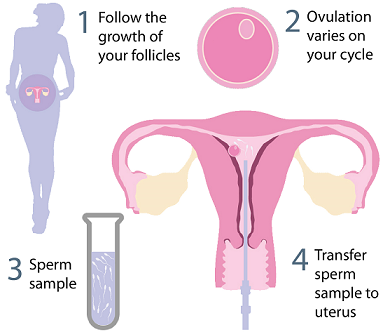 1 Follow the
growth of
your follicles
2 Ovulation
varies on
your cycle
3 Sperm
sample
4 Transfer
sperm
sample to
uterus